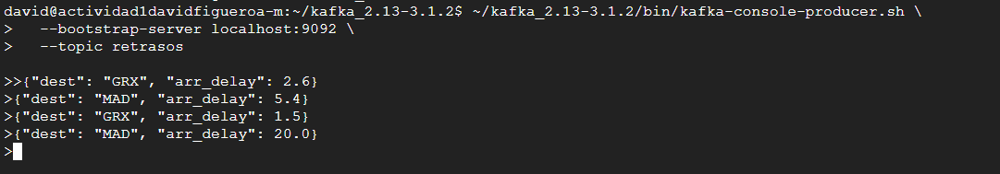 david@actividad1davidfigueroa-m:~/kafka_2.13-3.1.2$ ~/kafka_2.13-3.1.2/bin/kafka-console-producer.sh \
>   --bootstrap-server localhost:9092 \
>   --topic retrasos
>>{"dest": "GRX", "arr_delay": 2.6}
>{"dest": "MAD", "arr_delay": 5.4}
>{"dest": "GRX", "arr_delay": 1.5}
>{"dest": "MAD", "arr_delay": 20.0}
>